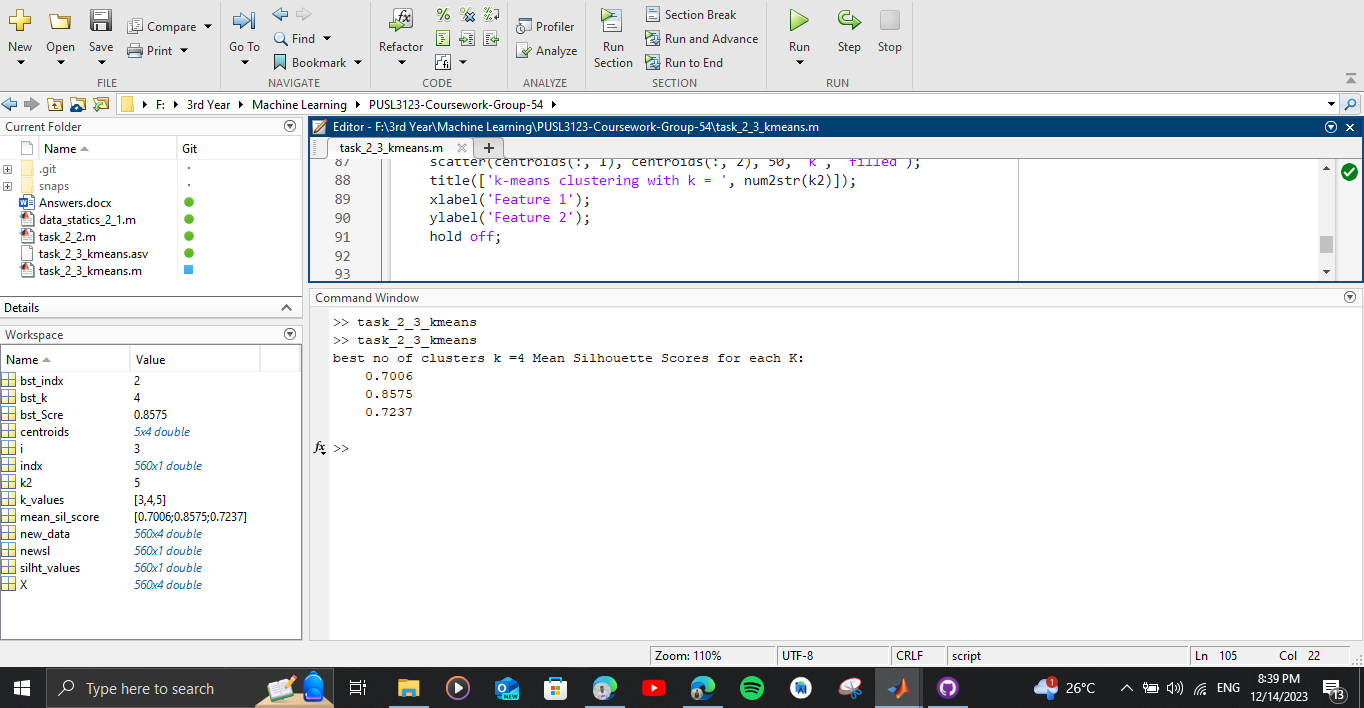 New
Open
Save
Compare
Print
FILE
Go To
Find
Bookmark
NAVIGATE
Refactor
CODE
Profiler
Analyze
ANALYZE
Run Section
Section Break
Run and Advance
Run to End
SECTION
Run
Step
Stop
RUN
F: 3rd Year Machine Learning PUSL3123-Coursework-Group-54
Current Folder
Name Git
.git
snaps
Answers.docx
data_statics_2_1.m
task_2_2.m
task_2_3_kmeans.asv
task_2_3_kmeans.m
Details
Workspace
Name Value
bst_indx 2
bst_k 4
bst_Scre 0.8575
centroids 5x4 double
i 3
indx 560x1 double
k2 5
k_values [3,4,5]
mean_sil_score [0.7006;0.8575;0.7237]
new_data 560x4 double
newsl 560x1 double
silht_values 560x1 double
X 560x4 double
Editor - F:\3rd Year\Machine Learning\PUSL3123-Coursework-Group-54\task_2_3_kmeans.m
task_2_3_kmeans.m
87 scatter(centroids(:, 1), centroids(:, 2), 50, 'k', 'filled');
88 title(['k-means clustering with k = ', num2str(k2)]);
89 xlabel('Feature 1');
90 ylabel('Feature 2');
91 hold off;
92
93
Command Window
>> task_2_3_kmeans
>> task_2_3_kmeans
best no of clusters k =4 Mean Silhouette Scores for each K:
0.7006
0.8575
0.7237
fx >>
Zoom: 110% UTF-8 CRLF script Ln 105 Col 22
Type here to search
NEW
1
26°C
ENG
8:39 PM
12/14/2023
13